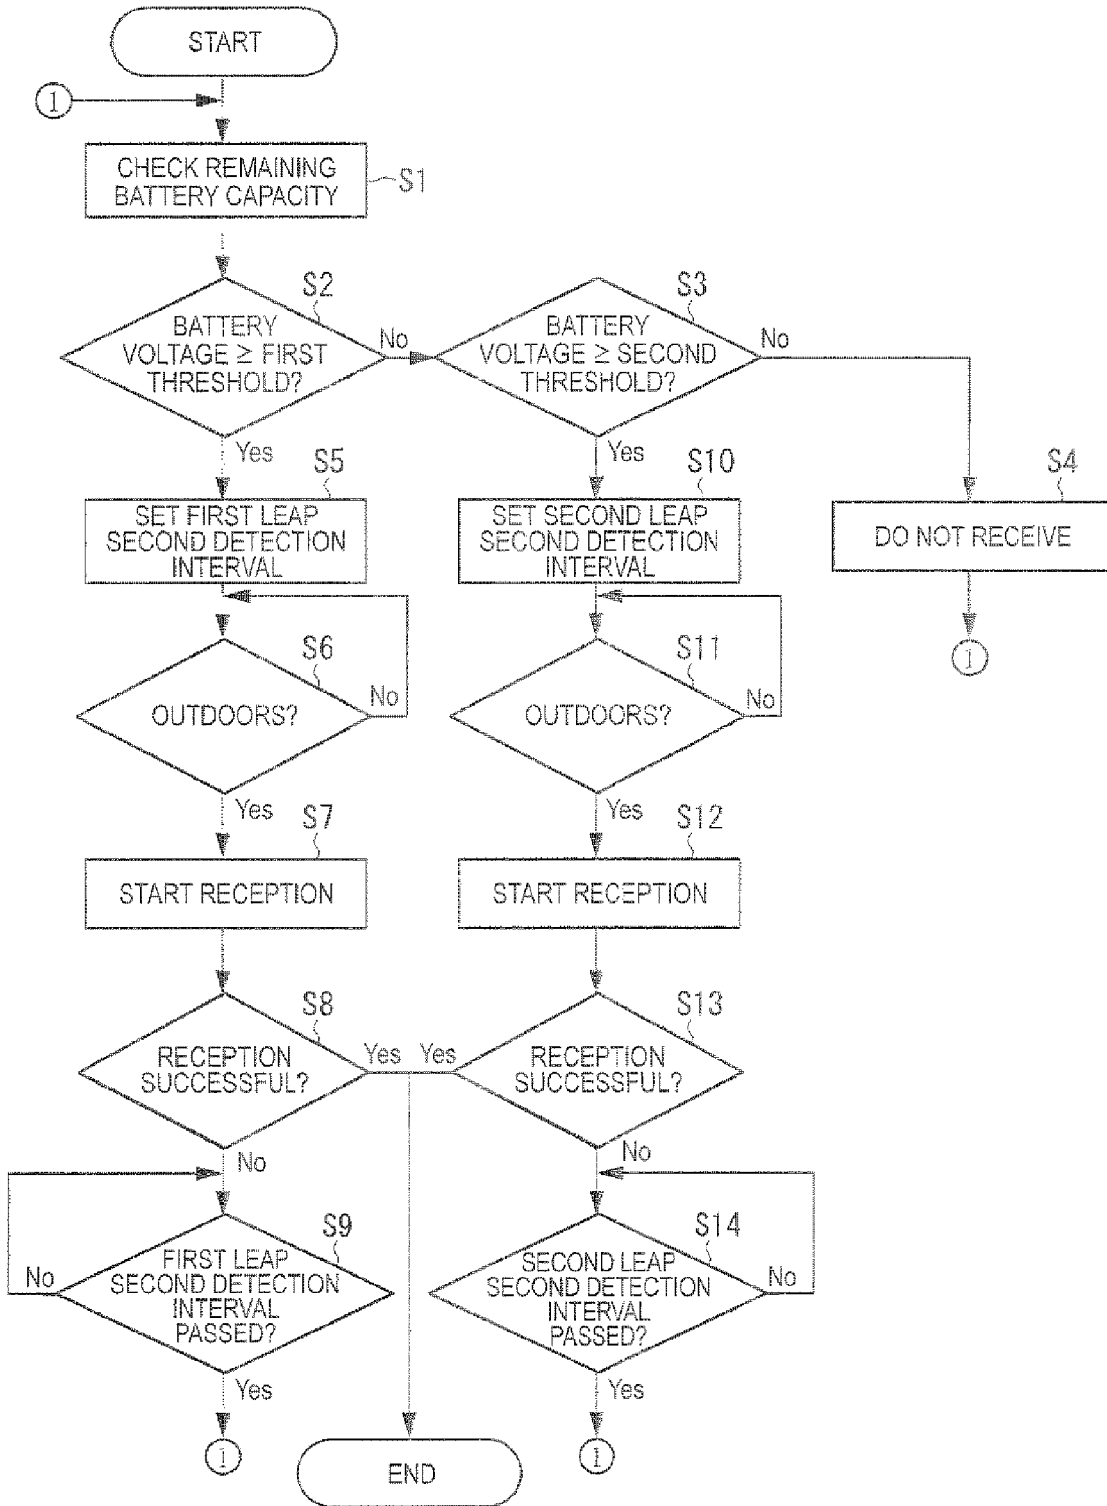 START
1
CHECK REMAINING
BATTERY CAPACITY
S1
S2
BATTERY
VOLTAGE ≥ FIRST
THRESHOLD?
No
Yes
S3
BATTERY
VOLTAGE ≥ SECOND
THRESHOLD?
No
Yes
S5
SET FIRST LEAP
SECOND DETECTION
INTERVAL
S10
SET SECOND LEAP
SECOND DETECTION
INTERVAL
S4
DO NOT RECEIVE
1
S6
OUTDOORS?
No
Yes
S11
OUTDOORS?
No
Yes
S7
START RECEPTION
S12
START RECEPTION
S8
RECEPTION
SUCCESSFUL?
Yes
No
S13
RECEPTION
SUCCESSFUL?
Yes
No
S9
FIRST LEAP
SECOND DETECTION
INTERVAL
PASSED?
No
Yes
1
S14
SECOND LEAP
SECOND DETECTION
INTERVAL
PASSED?
No
Yes
1
END